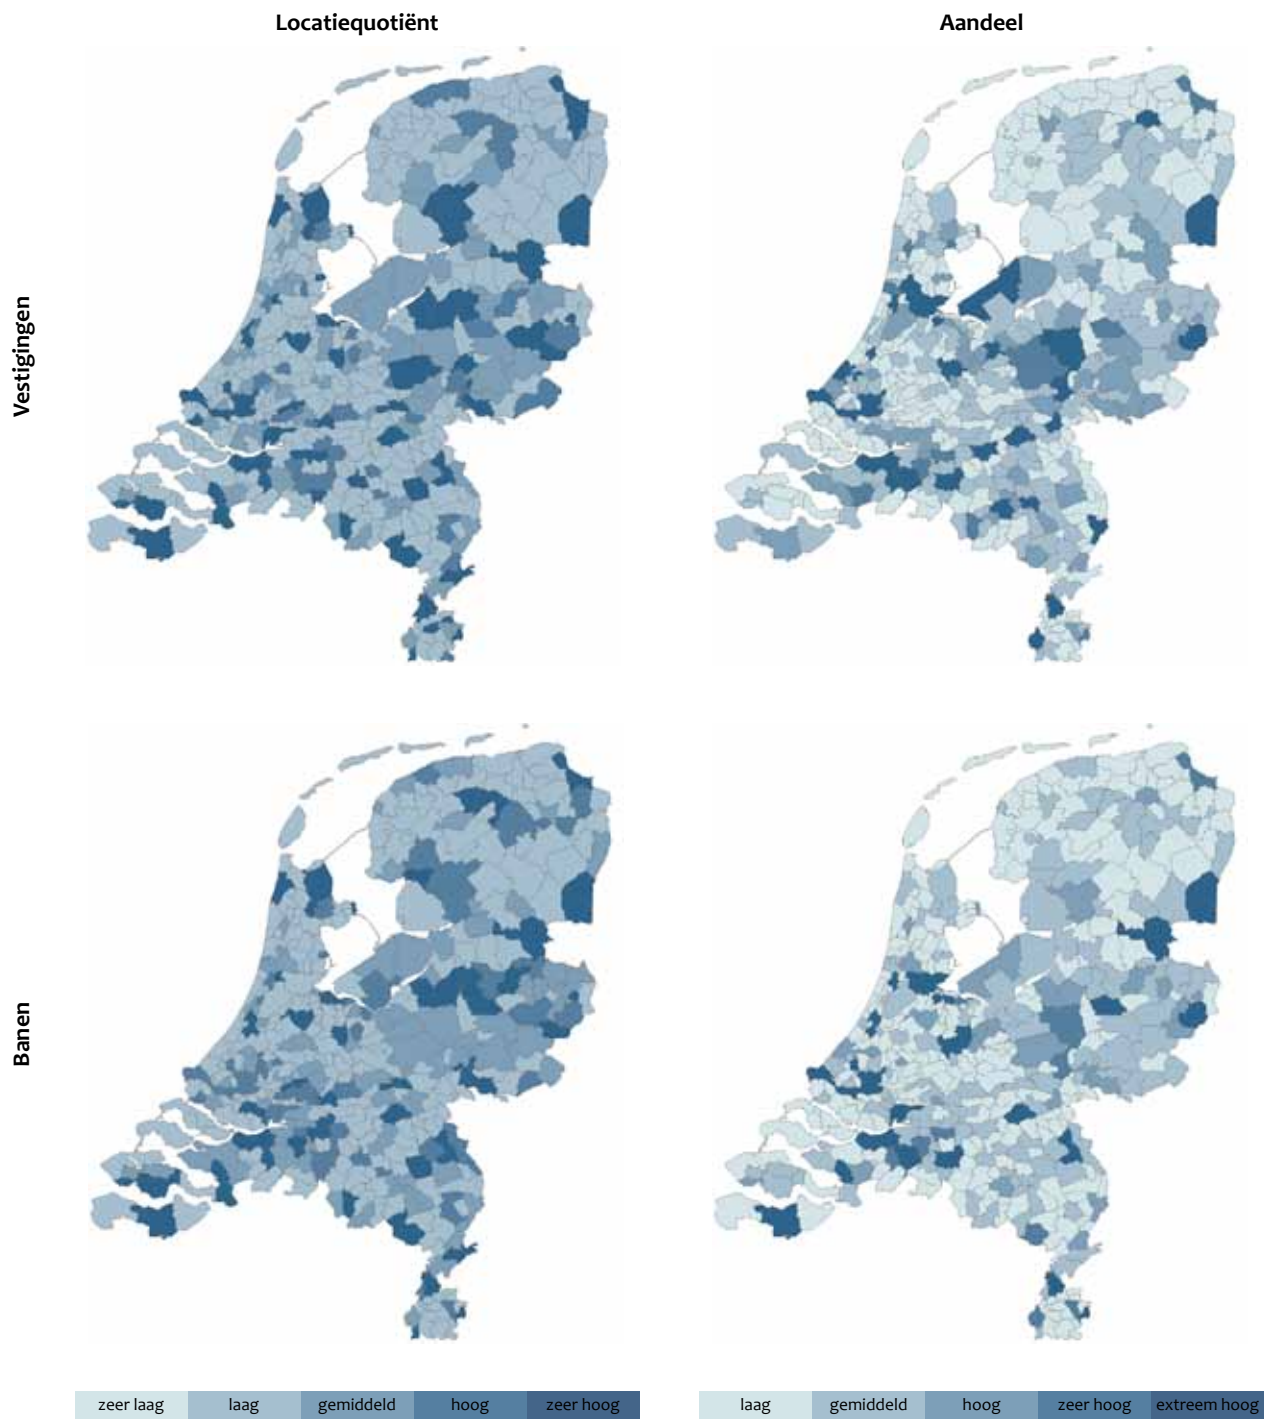 Locatiequotiënt
Aandeel
Vestigingen
Banen
zeer laag laag gemiddeld hoog zeer hoog
laag gemiddeld hoog zeer hoog extreem hoog